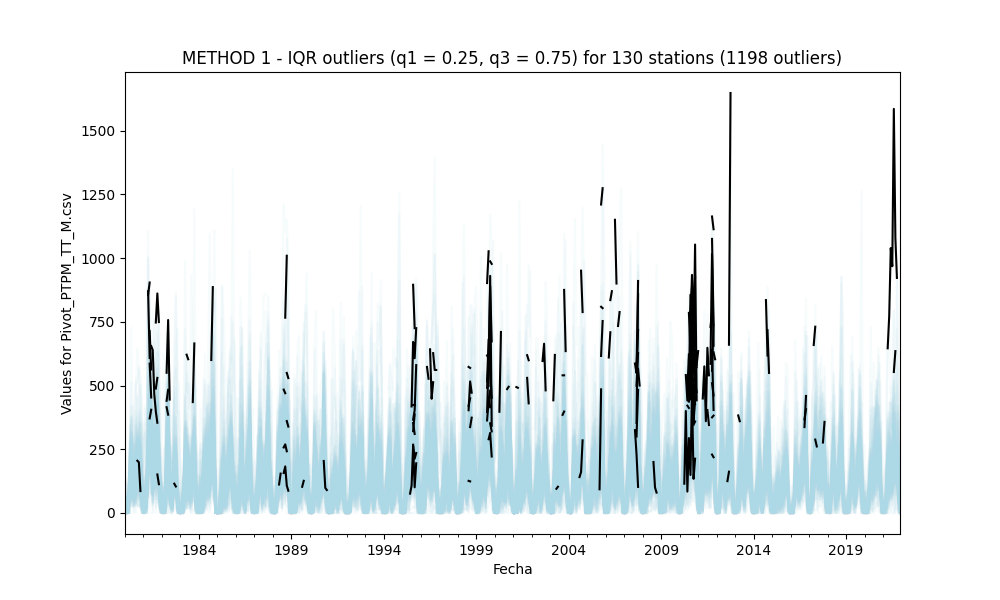 METHOD 1 - IQR outliers (q1 = 0.25, q3 = 0.75) for 130 stations (1198 outliers)
Values for Pivot_PTPM_TT_M.csv
1500
1250
1000
750
500
250
0
1984 1989 1994 1999 2004 2009 2014 2019
Fecha